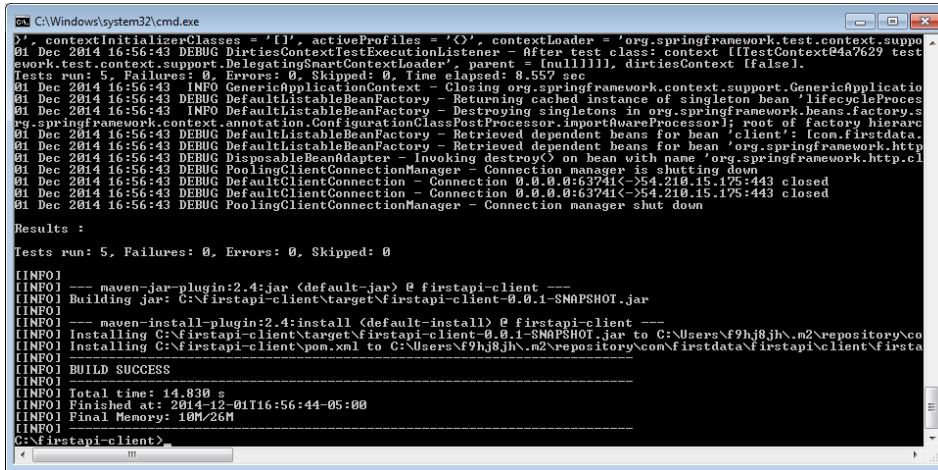 C:\Windows\system32\cmd.exe
}', contextInitializerClasses = '[]', activeProfiles = '{}', contextLoader = 'org.springframework.test.context.suppo
01 Dec 2014 16:56:43 DEBUG DirtiesContextTestExecutionListener - After test class: context [[TestContext@4a7629 test
ework.test.context.support.DelegatingSmartContextLoader', parent = [null]]]], dirtiesContext [false].
Tests run: 5, Failures: 0, Errors: 0, Skipped: 0, Time elapsed: 8.557 sec
01 Dec 2014 16:56:43  INFO GenericApplicationContext - Closing org.springframework.context.support.GenericApplicatio
01 Dec 2014 16:56:43 DEBUG DefaultListableBeanFactory - Returning cached instance of singleton bean 'lifecycleProces
01 Dec 2014 16:56:43  INFO DefaultListableBeanFactory - Destroying singletons in org.springframework.beans.factory.s
rg.springframework.context.annotation.ConfigurationClassPostProcessor.importAwareProcessor]; root of factory hierarc
01 Dec 2014 16:56:43 DEBUG DefaultListableBeanFactory - Retrieved dependent beans for bean 'client': [com.firstdata.
01 Dec 2014 16:56:43 DEBUG DefaultListableBeanFactory - Retrieved dependent beans for bean 'org.springframework.http
01 Dec 2014 16:56:43 DEBUG DisposableBeanAdapter - Invoking destroy() on bean with name 'org.springframework.http.cl
01 Dec 2014 16:56:43 DEBUG PoolingClientConnectionManager - Connection manager is shutting down
01 Dec 2014 16:56:43 DEBUG DefaultClientConnection - Connection 0.0.0.0:63741<->54.210.15.175:443 closed
01 Dec 2014 16:56:43 DEBUG DefaultClientConnection - Connection 0.0.0.0:63741<->54.210.15.175:443 closed
01 Dec 2014 16:56:43 DEBUG PoolingClientConnectionManager - Connection manager shut down
Results :
Tests run: 5, Failures: 0, Errors: 0, Skipped: 0
[INFO]
[INFO] --- maven-jar-plugin:2.4:jar (default-jar) @ firstapi-client ---
[INFO] Building jar: C:\firstapi-client\target\firstapi-client-0.0.1-SNAPSHOT.jar
[INFO]
[INFO] --- maven-install-plugin:2.4:install (default-install) @ firstapi-client ---
[INFO] Installing C:\firstapi-client\target\firstapi-client-0.0.1-SNAPSHOT.jar to C:\Users\f9hj8jh\.m2\repository\co
[INFO] Installing C:\firstapi-client\pom.xml to C:\Users\f9hj8jh\.m2\repository\com\firstdata\firstapi\client\firsta
[INFO] ------------------------------------------------------------------------
[INFO] BUILD SUCCESS
[INFO] ------------------------------------------------------------------------
[INFO] Total time: 14.830 s
[INFO] Finished at: 2014-12-01T16:56:44-05:00
[INFO] Final Memory: 10M/26M
[INFO] ------------------------------------------------------------------------
C:\firstapi-client>_